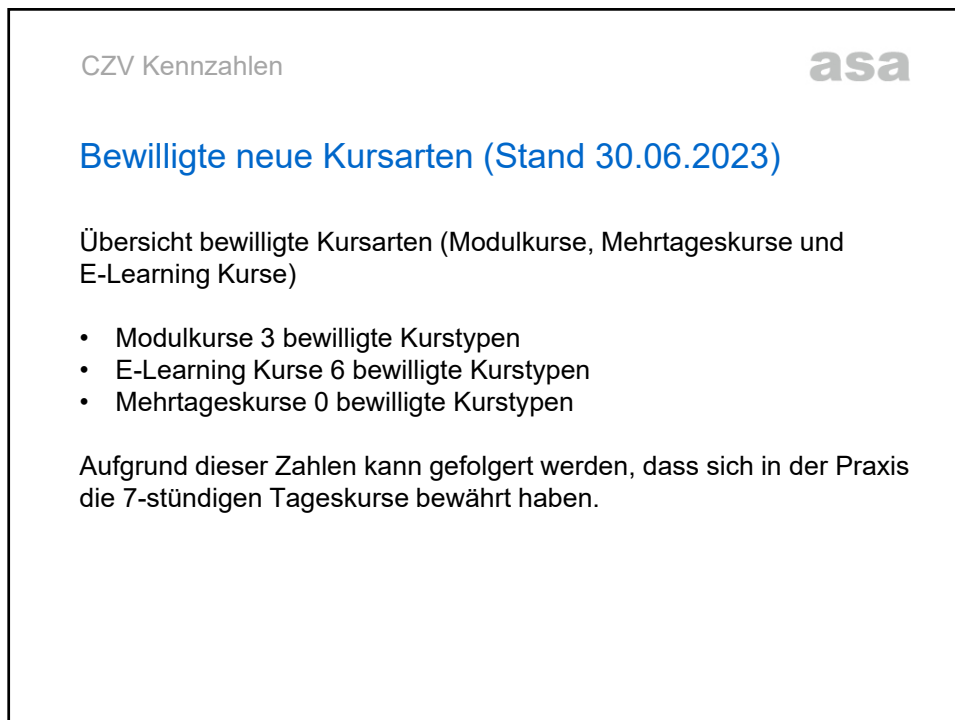 CZV Kennzahlen
asa
Bewilligte neue Kursarten (Stand 30.06.2023)
Übersicht bewilligte Kursarten (Modulkurse, Mehrtageskurse und
E-Learning Kurse)
• Modulkurse 3 bewilligte Kurstypen
• E-Learning Kurse 6 bewilligte Kurstypen
• Mehrtageskurse 0 bewilligte Kurstypen
Aufgrund dieser Zahlen kann gefolgert werden, dass sich in der Praxis
die 7-stündigen Tageskurse bewährt haben.